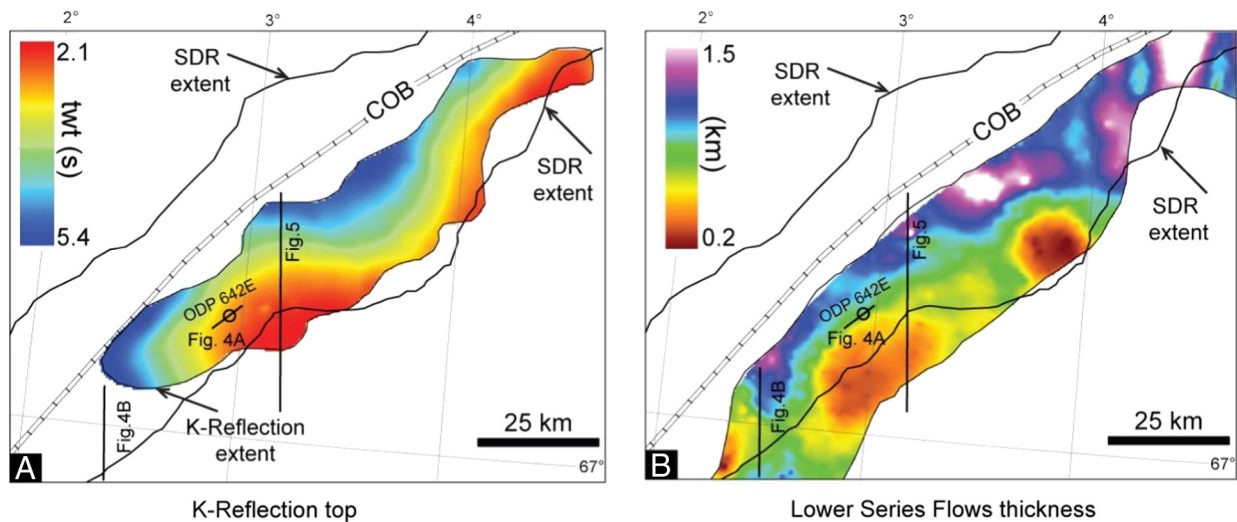 2°
3°
4°
2.1
twt (s)
5.4
SDR
extent
COB
SDR
extent
Fig.5
ODP 642E
Fig. 4A
Fig.4B
K-Reflection
extent
25 km
67°
A
K-Reflection top
2°
3°
4°
1.5
(km)
0.2
SDR
extent
COB
SDR
extent
Fig.5
ODP 642E
Fig. 4A
Fig.4B
25 km
67°
B
Lower Series Flows thickness